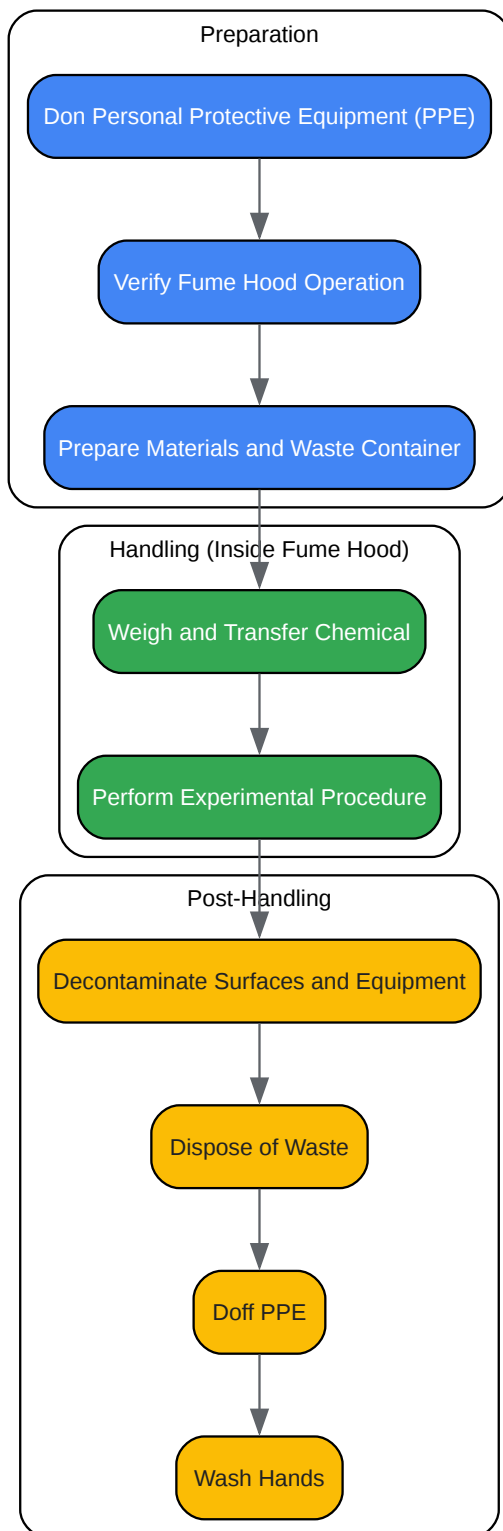 Preparation
Don Personal Protective Equipment (PPE)
Verify Fume Hood Operation
Prepare Materials and Waste Container
Handling (Inside Fume Hood)
Weigh and Transfer Chemical
Perform Experimental Procedure
Post-Handling
Decontaminate Surfaces and Equipment
Dispose of Waste
Doff PPE
Wash Hands